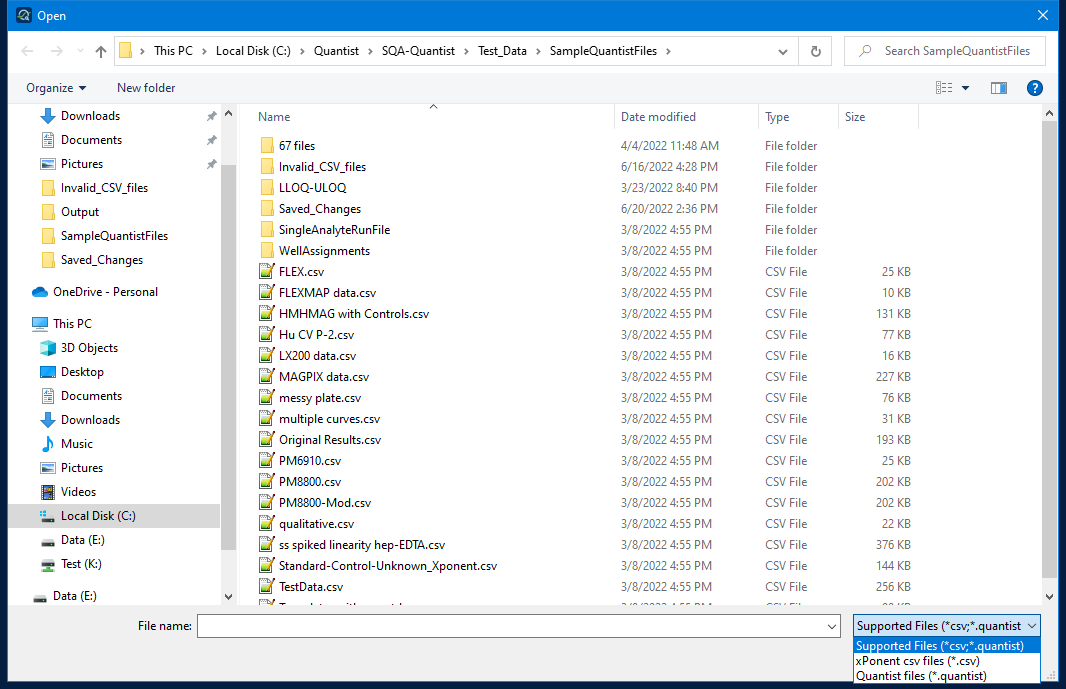 Open
This PC > Local Disk (C:) > Quantist > SQA-Quantist > Test_Data > SampleQuantistFiles >
Search SampleQuantistFiles
Organize
New folder
?
Downloads
Documents
Pictures
Invalid_CSV_files
Output
SampleQuantistFiles
Saved_Changes
OneDrive - Personal
This PC
3D Objects
Desktop
Documents
Downloads
Music
Pictures
Videos
Local Disk (C:)
Data (E:)
Test (K:)
Data (E:)
Name Date modified Type Size
67 files 4/4/2022 11:48 AM File folder
Invalid_CSV_files 6/16/2022 4:28 PM File folder
LLOQ-ULOQ 3/23/2022 8:40 PM File folder
Saved_Changes 6/20/2022 2:36 PM File folder
SingleAnalyteRunFile 3/8/2022 4:55 PM File folder
WellAssignments 3/8/2022 4:55 PM File folder
FLEX.csv 3/8/2022 4:55 PM CSV File 25 KB
FLEXMAP data.csv 3/8/2022 4:55 PM CSV File 10 KB
HMHMAG with Controls.csv 3/8/2022 4:55 PM CSV File 131 KB
Hu CV P-2.csv 3/8/2022 4:55 PM CSV File 77 KB
LX200 data.csv 3/8/2022 4:55 PM CSV File 16 KB
MAGPIX data.csv 3/8/2022 4:55 PM CSV File 227 KB
messy plate.csv 3/8/2022 4:55 PM CSV File 76 KB
multiple curves.csv 3/8/2022 4:55 PM CSV File 31 KB
Original Results.csv 3/8/2022 4:55 PM CSV File 193 KB
PM6910.csv 3/8/2022 4:55 PM CSV File 25 KB
PM8800.csv 3/8/2022 4:55 PM CSV File 202 KB
PM8800-Mod.csv 3/8/2022 4:55 PM CSV File 202 KB
qualitative.csv 3/8/2022 4:55 PM CSV File 22 KB
ss spiked linearity hep-EDTA.csv 3/8/2022 4:55 PM CSV File 376 KB
Standard-Control-Unknown_Xponent.csv 3/8/2022 4:55 PM CSV File 144 KB
TestData.csv 3/8/2022 4:55 PM CSV File 256 KB
File name:
Supported Files (*csv;*.quantist
Supported Files (*csv;*.quantist)
xPonent csv files (*.csv)
Quantist files (*.quantist)